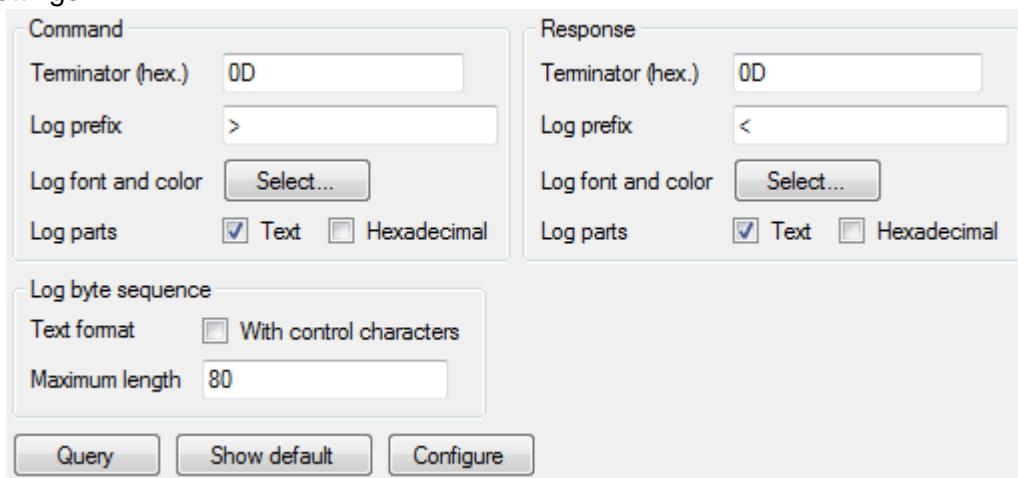 Command
Terminator (hex.) 0D
Log prefix >
Log font and color Select...
Log parts Text Hexadecimal
Response
Terminator (hex.) 0D
Log prefix <
Log font and color Select...
Log parts Text Hexadecimal
Log byte sequence
Text format With control characters
Maximum length 80
Query Show default Configure